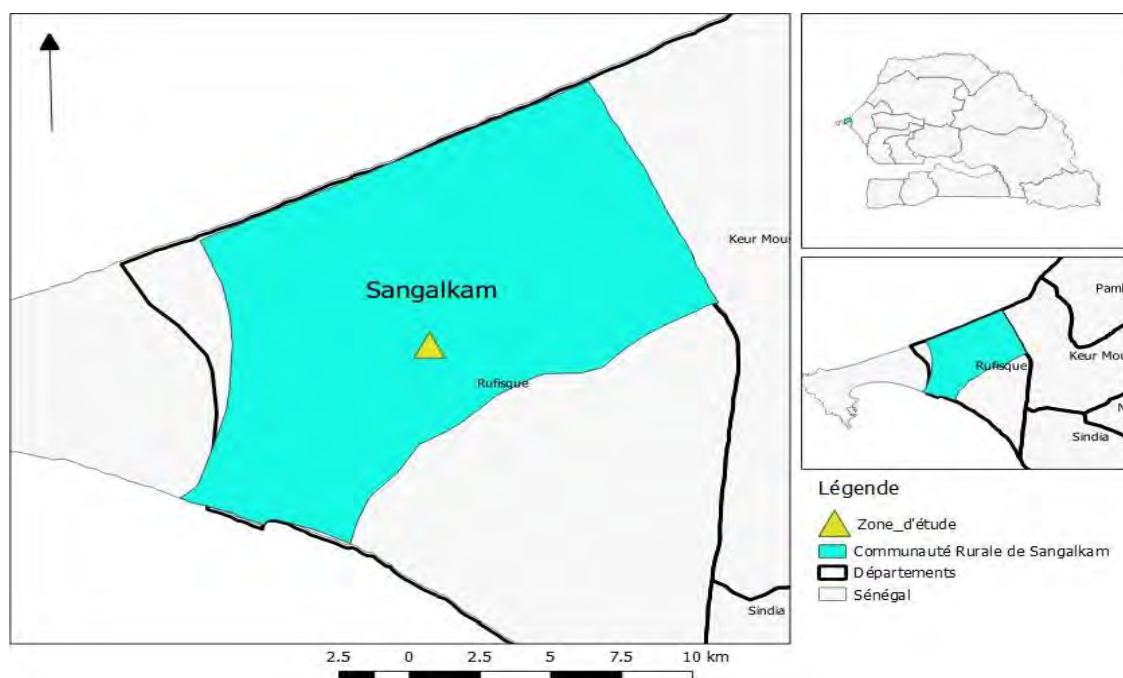 Keur Mous
Sangalkam
Rufisque
Sindia
2.5 0 2.5 5 7.5 10 km
Pamb
Rufisque
Keur Mou
N
Sindia
Légende
Zone_d'étude
Communauté Rurale de Sangalkam
Départements
Sénégal